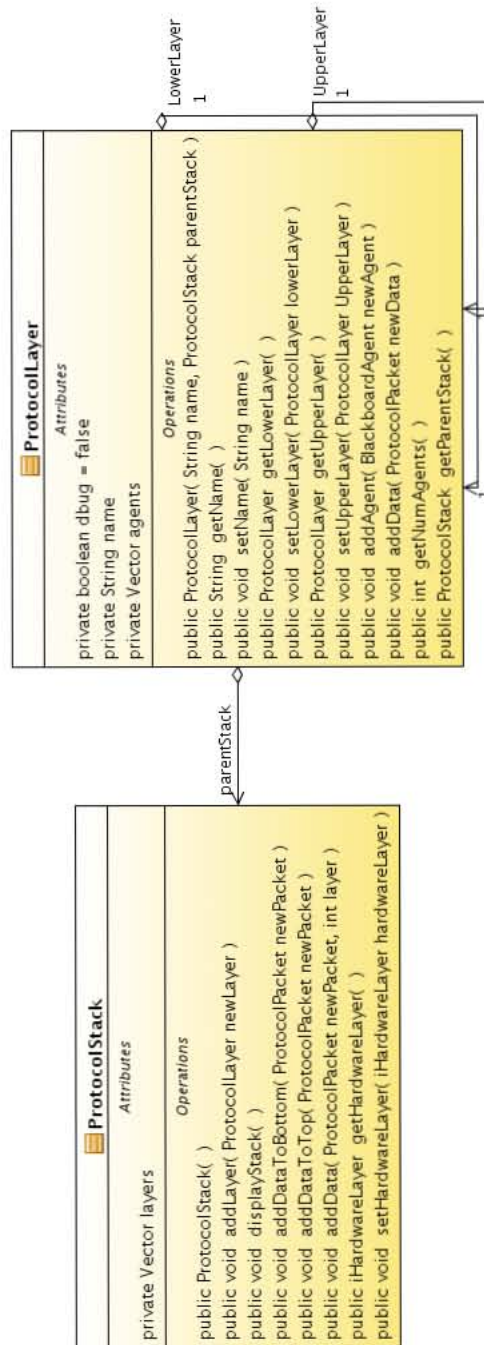 ProtocolStack
Attributes
private Vector layers
Operations
public ProtocolStack( )
public void addLayer( ProtocolLayer newLayer )
public void displayStack( )
public void addDataToBottom( ProtocolPacket newPacket )
public void addDataToTop( ProtocolPacket newPacket )
public void addData( ProtocolPacket newPacket, int layer )
public iHardwareLayer getHardwareLayer( )
public void setHardwareLayer( iHardwareLayer hardwareLayer )
parentStack
ProtocolLayer
Attributes
private boolean dbug = false
private String name
private Vector agents
Operations
public ProtocolLayer( String name, ProtocolStack parentStack )
public String getName( )
public void setName( String name )
public ProtocolLayer getLowerLayer( )
public void setLowerLayer( ProtocolLayer lowerLayer )
public ProtocolLayer getUpperLayer( )
public void setUpperLayer( ProtocolLayer UpperLayer )
public void addAgent( BlackboardAgent newAgent )
public void addData( ProtocolPacket newData )
public int getNumAgents( )
public ProtocolStack getParentStack( )
LowerLayer
1
UpperLayer
1